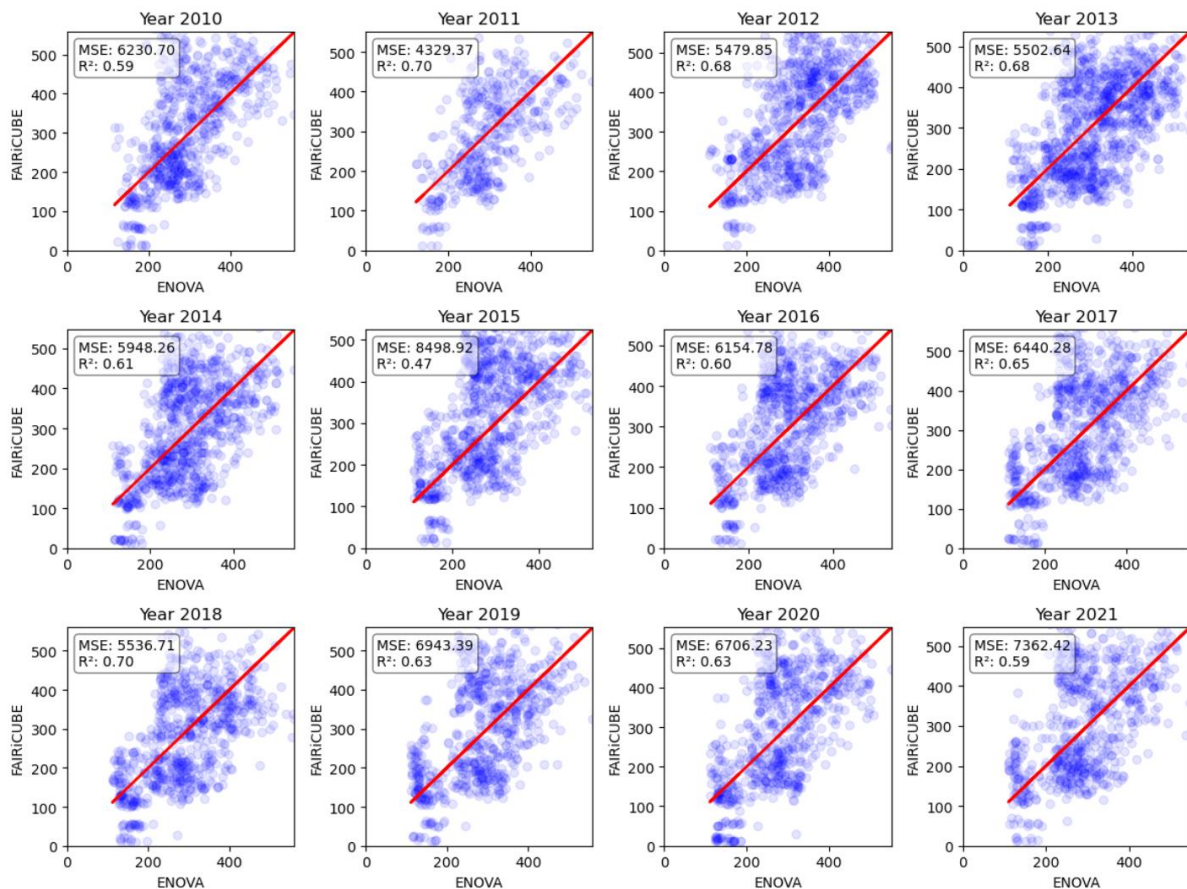 Year 2010
MSE: 6230.70
R²: 0.59
FAIRiCUBE
500
400
300
200
100
0
0 200 400
ENOVA
Year 2011
MSE: 4329.37
R²: 0.70
FAIRiCUBE
500
400
300
200
100
0
0 200 400
ENOVA
Year 2012
MSE: 5479.85
R²: 0.68
FAIRiCUBE
500
400
300
200
100
0
0 200 400
ENOVA
Year 2013
MSE: 5502.64
R²: 0.68
FAIRiCUBE
500
400
300
200
100
0
0 200 400
ENOVA
Year 2014
MSE: 5948.26
R²: 0.61
FAIRiCUBE
500
400
300
200
100
0
0 200 400
ENOVA
Year 2015
MSE: 8498.92
R²: 0.47
FAIRiCUBE
500
400
300
200
100
0
0 200 400
ENOVA
Year 2016
MSE: 6154.78
R²: 0.60
FAIRiCUBE
500
400
300
200
100
0
0 200 400
ENOVA
Year 2017
MSE: 6440.28
R²: 0.65
FAIRiCUBE
500
400
300
200
100
0
0 200 400
ENOVA
Year 2018
MSE: 5536.71
R²: 0.70
FAIRiCUBE
500
400
300
200
100
0
0 200 400
ENOVA
Year 2019
MSE: 6943.39
R²: 0.63
FAIRiCUBE
500
400
300
200
100
0
0 200 400
ENOVA
Year 2020
MSE: 6706.23
R²: 0.63
FAIRiCUBE
500
400
300
200
100
0
0 200 400
ENOVA
Year 2021
MSE: 7362.42
R²: 0.59
FAIRiCUBE
500
400
300
200
100
0
0 200 400
ENOVA